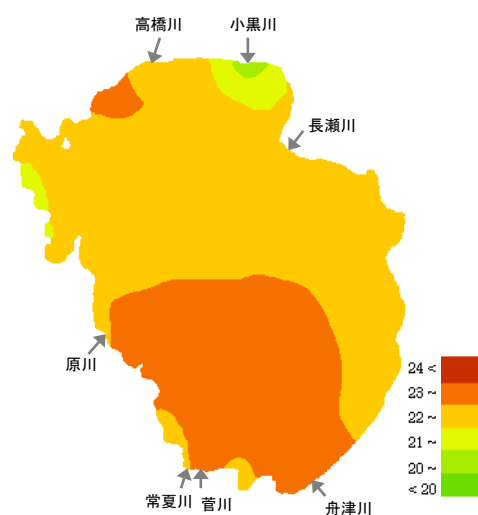 高橋川
小黒川
長瀬川
原川
常夏川
菅川
舟津川
24 <
23 ~
22 ~
21 ~
20 ~
< 20